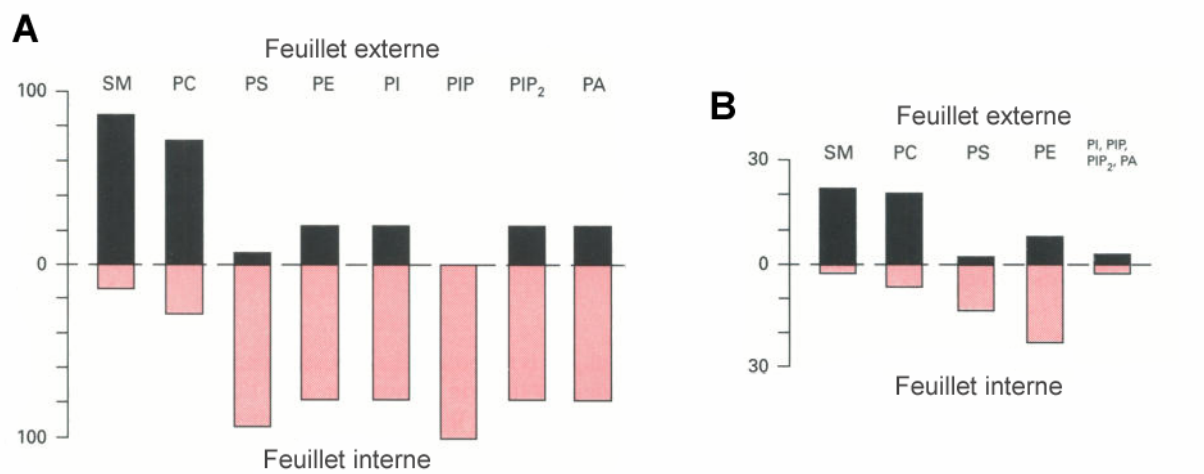 A
Feuillet externe
SM PC PS PE PI PIP PIP₂ PA
100
0
100
Feuillet interne
B
Feuillet externe
SM PC PS PE PI, PIP,
PIP₂, PA
30
0
30
Feuillet interne